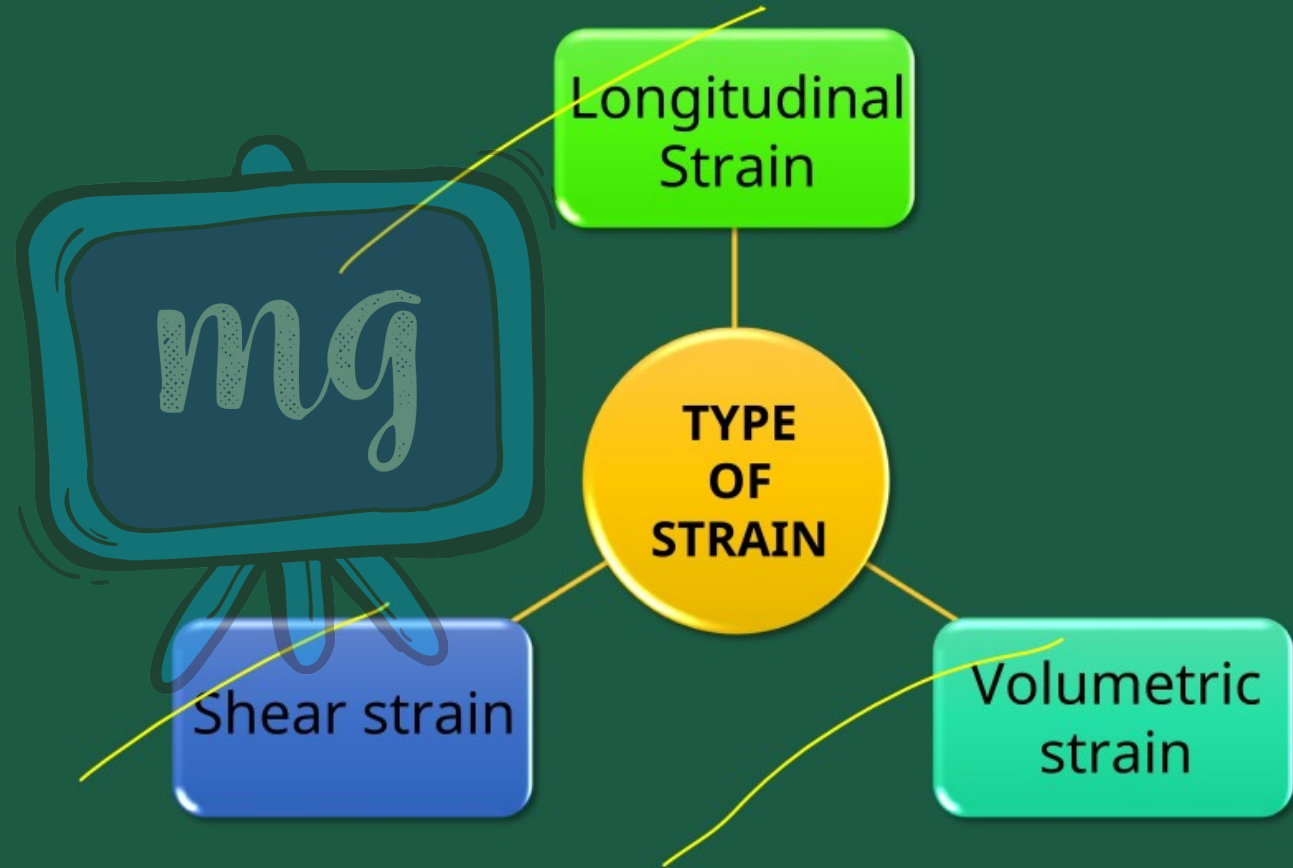 Longitudinal
Strain
mg
TYPE
OF
STRAIN
Shear strain
Volumetric
strain